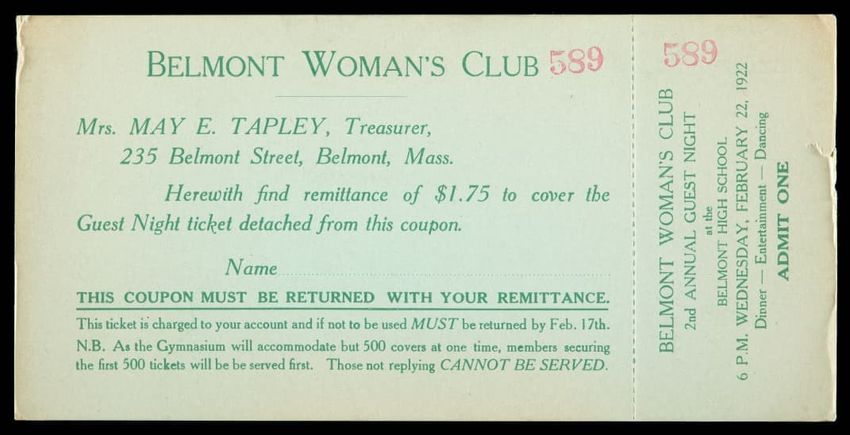 BELMONT WOMAN'S CLUB 589
Mrs. MAY E. TAPLEY, Treasurer,
235 Belmont Street, Belmont, Mass.
Herewith find remittance of $1.75 to cover the
Guest Night ticket detached from this coupon.
Name
THIS COUPON MUST BE RETURNED WITH YOUR REMITTANCE.
This ticket is charged to your account and if not to be used MUST be returned by Feb. 17th.
N.B. As the Gymnasium will accommodate but 500 covers at one time, members securing
the first 500 tickets will be be served first. Those not replying CANNOT BE SERVED.
589
BELMONT WOMAN'S CLUB
2nd ANNUAL GUEST NIGHT
at the
BELMONT HIGH SCHOOL
6 P.M. WEDNESDAY, FEBRUARY 22, 1922
Dinner — Entertainment — Dancing
ADMIT ONE